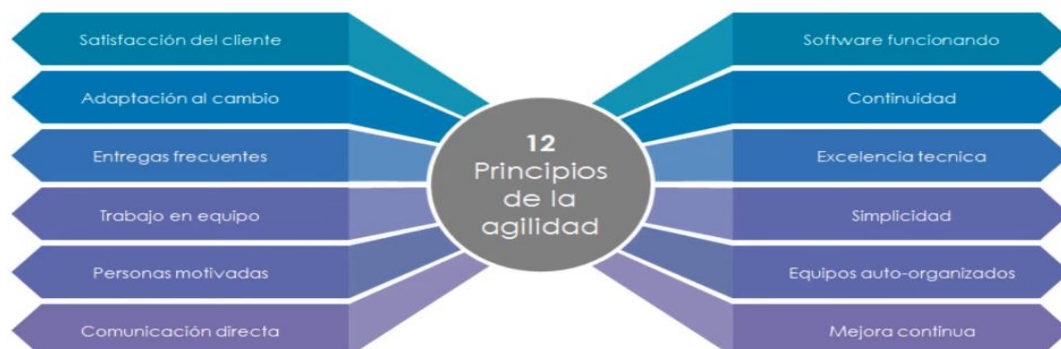 Satisfacción del cliente
Adaptación al cambio
Entregas frecuentes
Trabajo en equipo
Personas motivadas
Comunicación directa
12
Principios
de la
agilidad
Software funcionando
Continuidad
Excelencia tecnica
Simplicidad
Equipos auto-organizados
Mejora continua